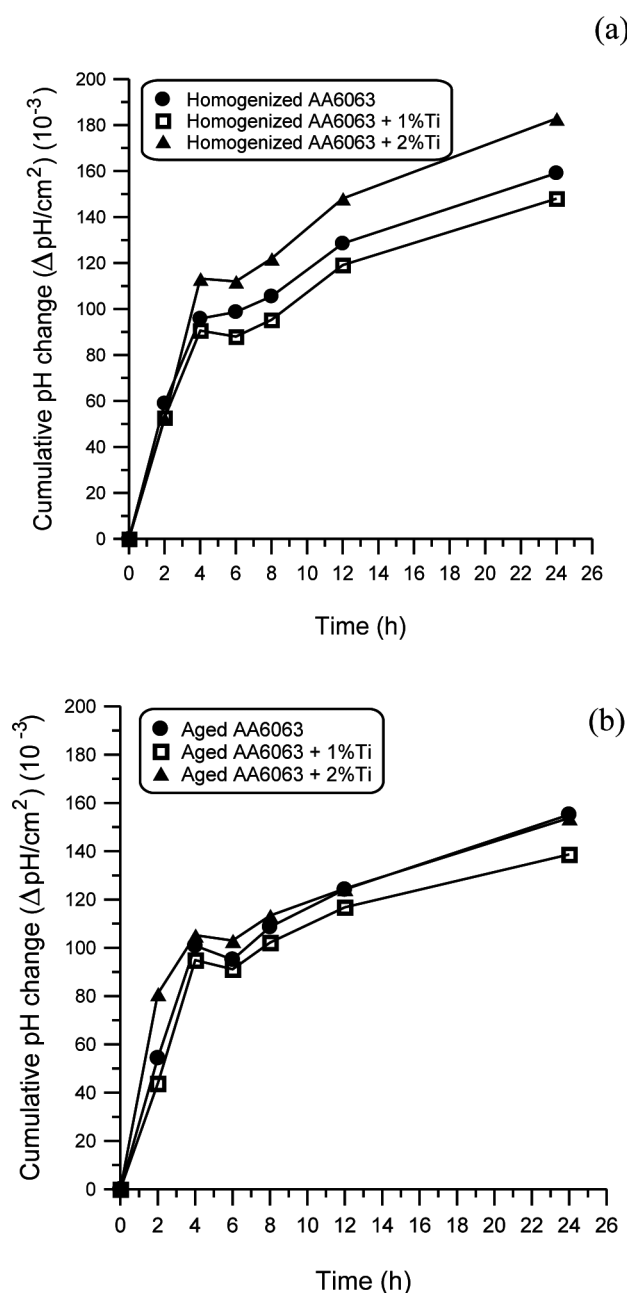 (a)
200
180
160
140
120
100
80
60
40
20
0
Cumulative pH change (ΔpH/cm²) (10⁻³)
Homogenized AA6063
Homogenized AA6063 + 1%Ti
Homogenized AA6063 + 2%Ti
0 2 4 6 8 10 12 14 16 18 20 22 24 26
Time (h)
(b)
200
180
160
140
120
100
80
60
40
20
0
Cumulative pH change (ΔpH/cm²) (10⁻³)
Aged AA6063
Aged AA6063 + 1%Ti
Aged AA6063 + 2%Ti
0 2 4 6 8 10 12 14 16 18 20 22 24 26
Time (h)